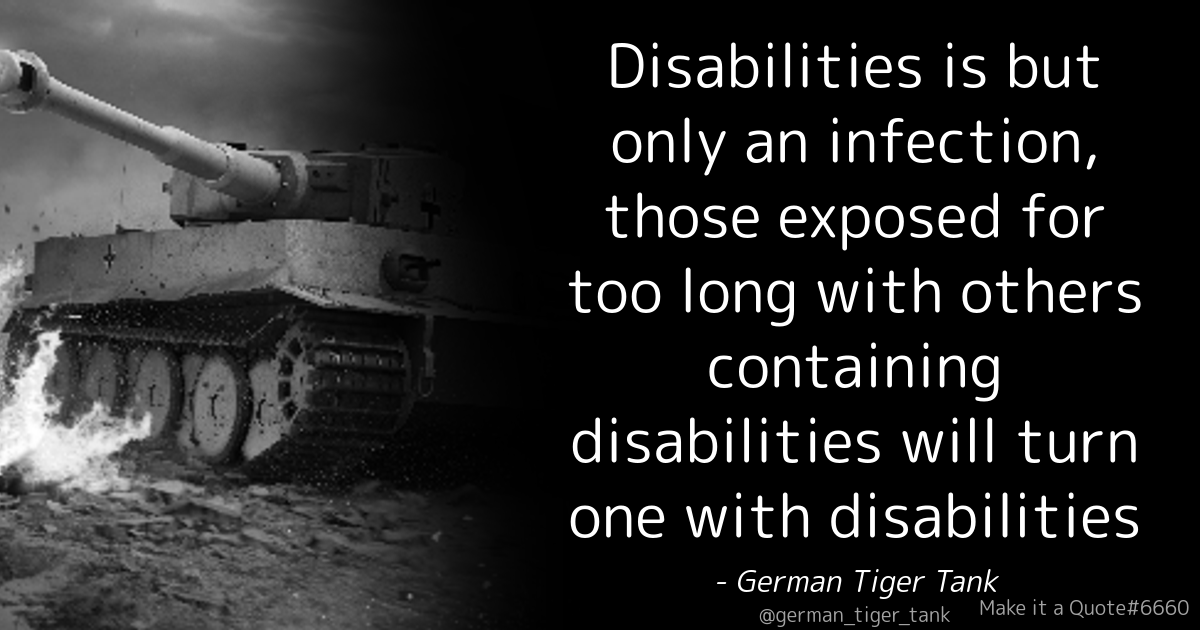 Disabilities is but
only an infection,
those exposed for
too long with others
containing
disabilities will turn
one with disabilities
- German Tiger Tank
@german_tiger_tank
Make it a Quote#6660